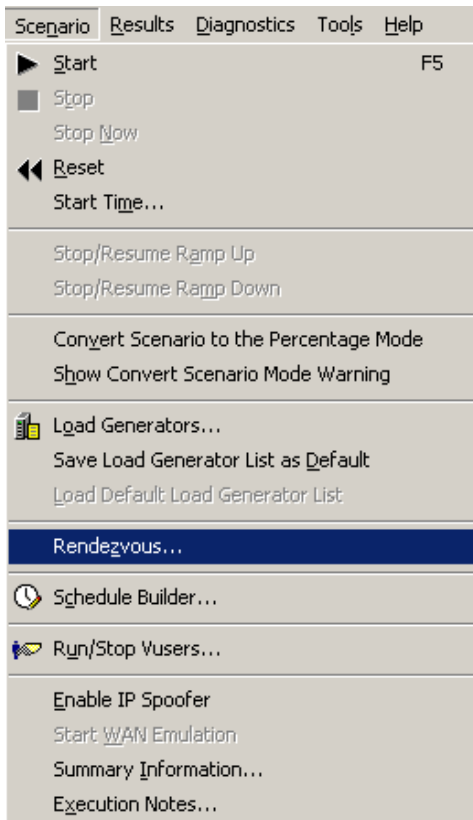 Scenario Results Diagnostics Tools Help
Start F5
Stop
Stop Now
Reset
Start Time...
Stop/Resume Ramp Up
Stop/Resume Ramp Down
Convert Scenario to the Percentage Mode
Show Convert Scenario Mode Warning
Load Generators...
Save Load Generator List as Default
Load Default Load Generator List
Rendezvous...
Schedule Builder...
Run/Stop Vusers...
Enable IP Spoofer
Start WAN Emulation
Summary Information...
Execution Notes...